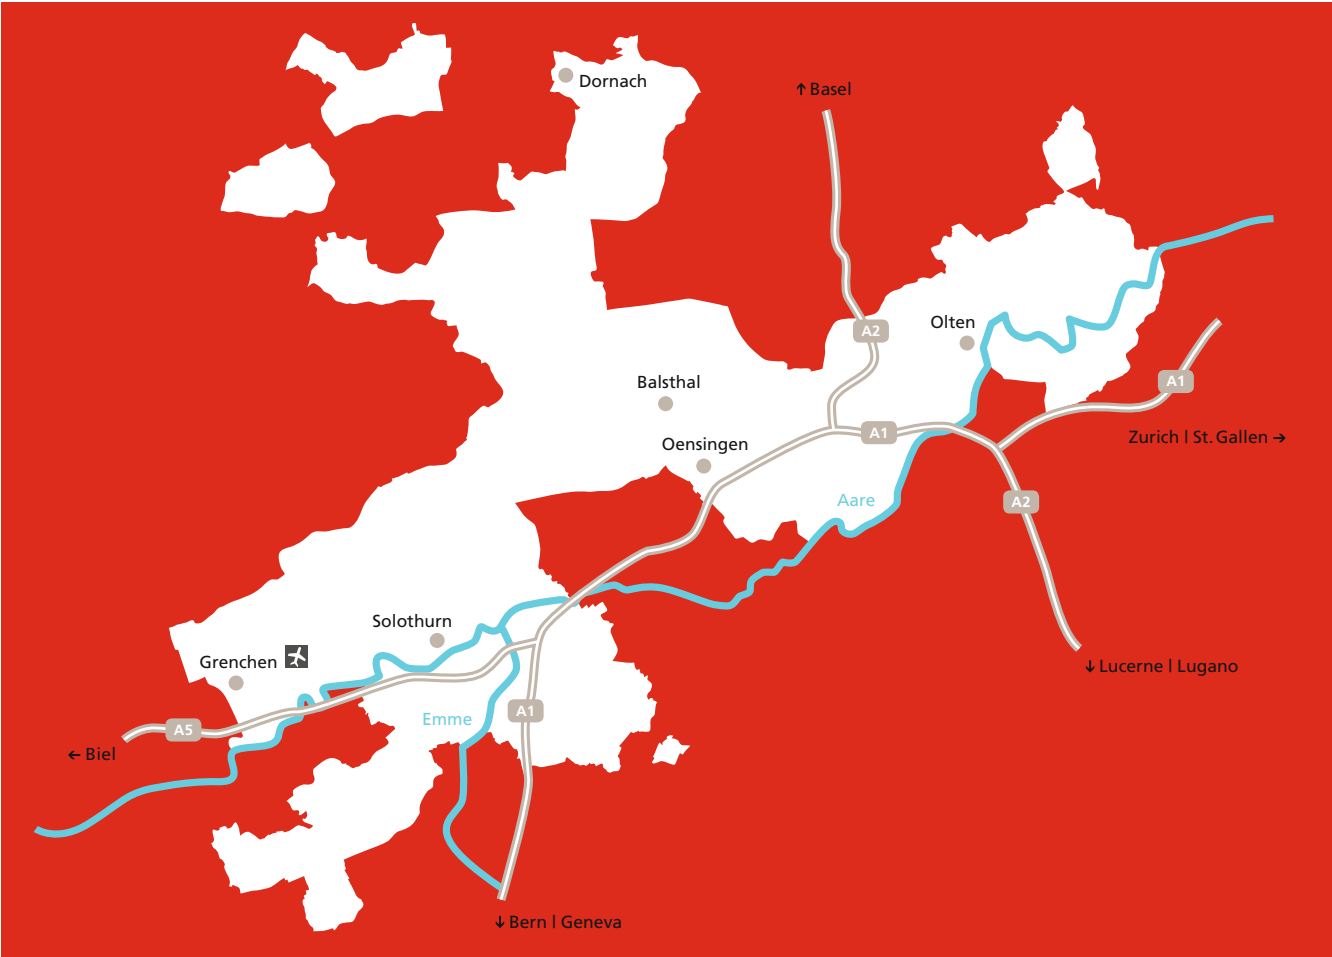 Dornach
↑ Basel
Olten
A2
Balsthal
A1
A1
Zurich | St. Gallen →
Oensingen
Aare
A2
Solothurn
Grenchen
↓ Lucerne | Lugano
Emme
A1
A5
← Biel
↓ Bern | Geneva